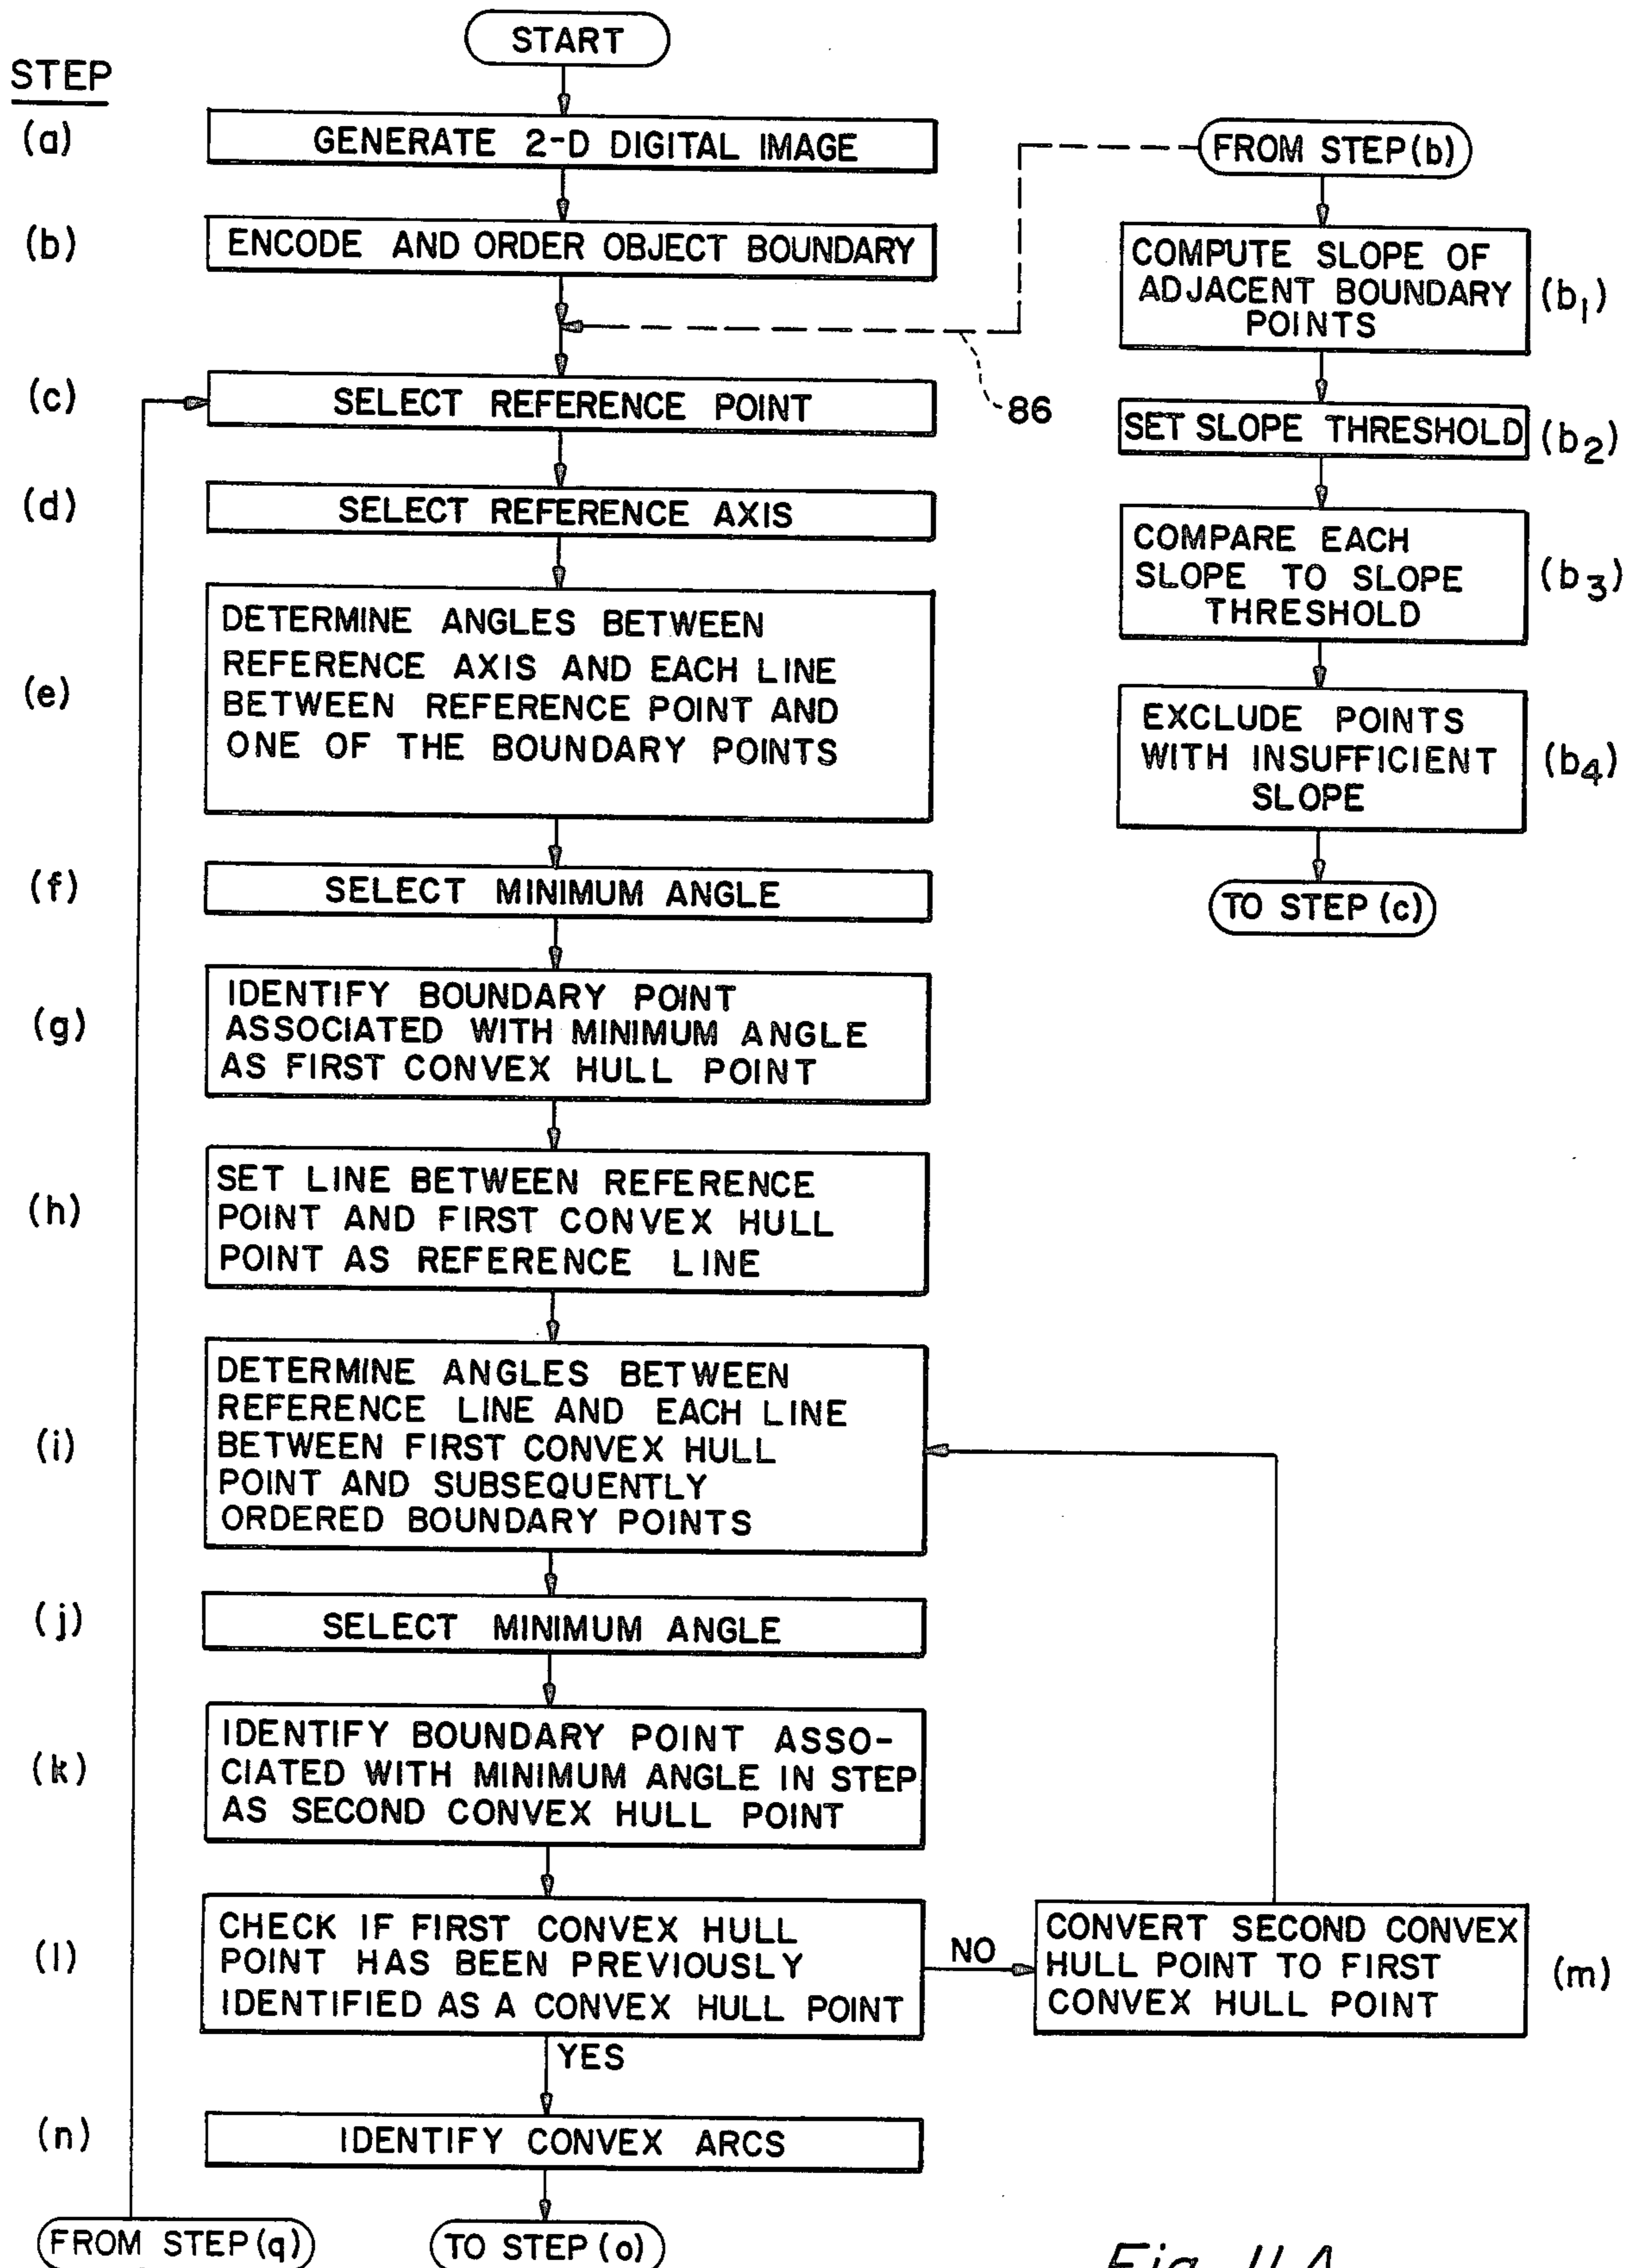 START
STEP
(a)
GENERATE 2-D DIGITAL IMAGE
FROM STEP (b)
(b)
ENCODE AND ORDER OBJECT BOUNDARY
COMPUTE SLOPE OF
ADJACENT BOUNDARY
POINTS
(b1)
86
(c)
SELECT REFERENCE POINT
SET SLOPE THRESHOLD
(b2)
(d)
SELECT REFERENCE AXIS
COMPARE EACH
SLOPE TO SLOPE
THRESHOLD
(b3)
(e)
DETERMINE ANGLES BETWEEN
REFERENCE AXIS AND EACH LINE
BETWEEN REFERENCE POINT AND
ONE OF THE BOUNDARY POINTS
EXCLUDE POINTS
WITH INSUFFICIENT
SLOPE
(b4)
(f)
SELECT MINIMUM ANGLE
TO STEP (c)
(g)
IDENTIFY BOUNDARY POINT
ASSOCIATED WITH MINIMUM ANGLE
AS FIRST CONVEX HULL POINT
(h)
SET LINE BETWEEN REFERENCE
POINT AND FIRST CONVEX HULL
POINT AS REFERENCE LINE
(i)
DETERMINE ANGLES BETWEEN
REFERENCE LINE AND EACH LINE
BETWEEN FIRST CONVEX HULL
POINT AND SUBSEQUENTLY
ORDERED BOUNDARY POINTS
(j)
SELECT MINIMUM ANGLE
(k)
IDENTIFY BOUNDARY POINT ASSO-
CIATED WITH MINIMUM ANGLE IN STEP
AS SECOND CONVEX HULL POINT
(l)
CHECK IF FIRST CONVEX HULL
POINT HAS BEEN PREVIOUSLY
IDENTIFIED AS A CONVEX HULL POINT
NO
CONVERT SECOND CONVEX
HULL POINT TO FIRST
CONVEX HULL POINT
(m)
YES
(n)
IDENTIFY CONVEX ARCS
FROM STEP (q)
TO STEP (o)
Fig. 11A